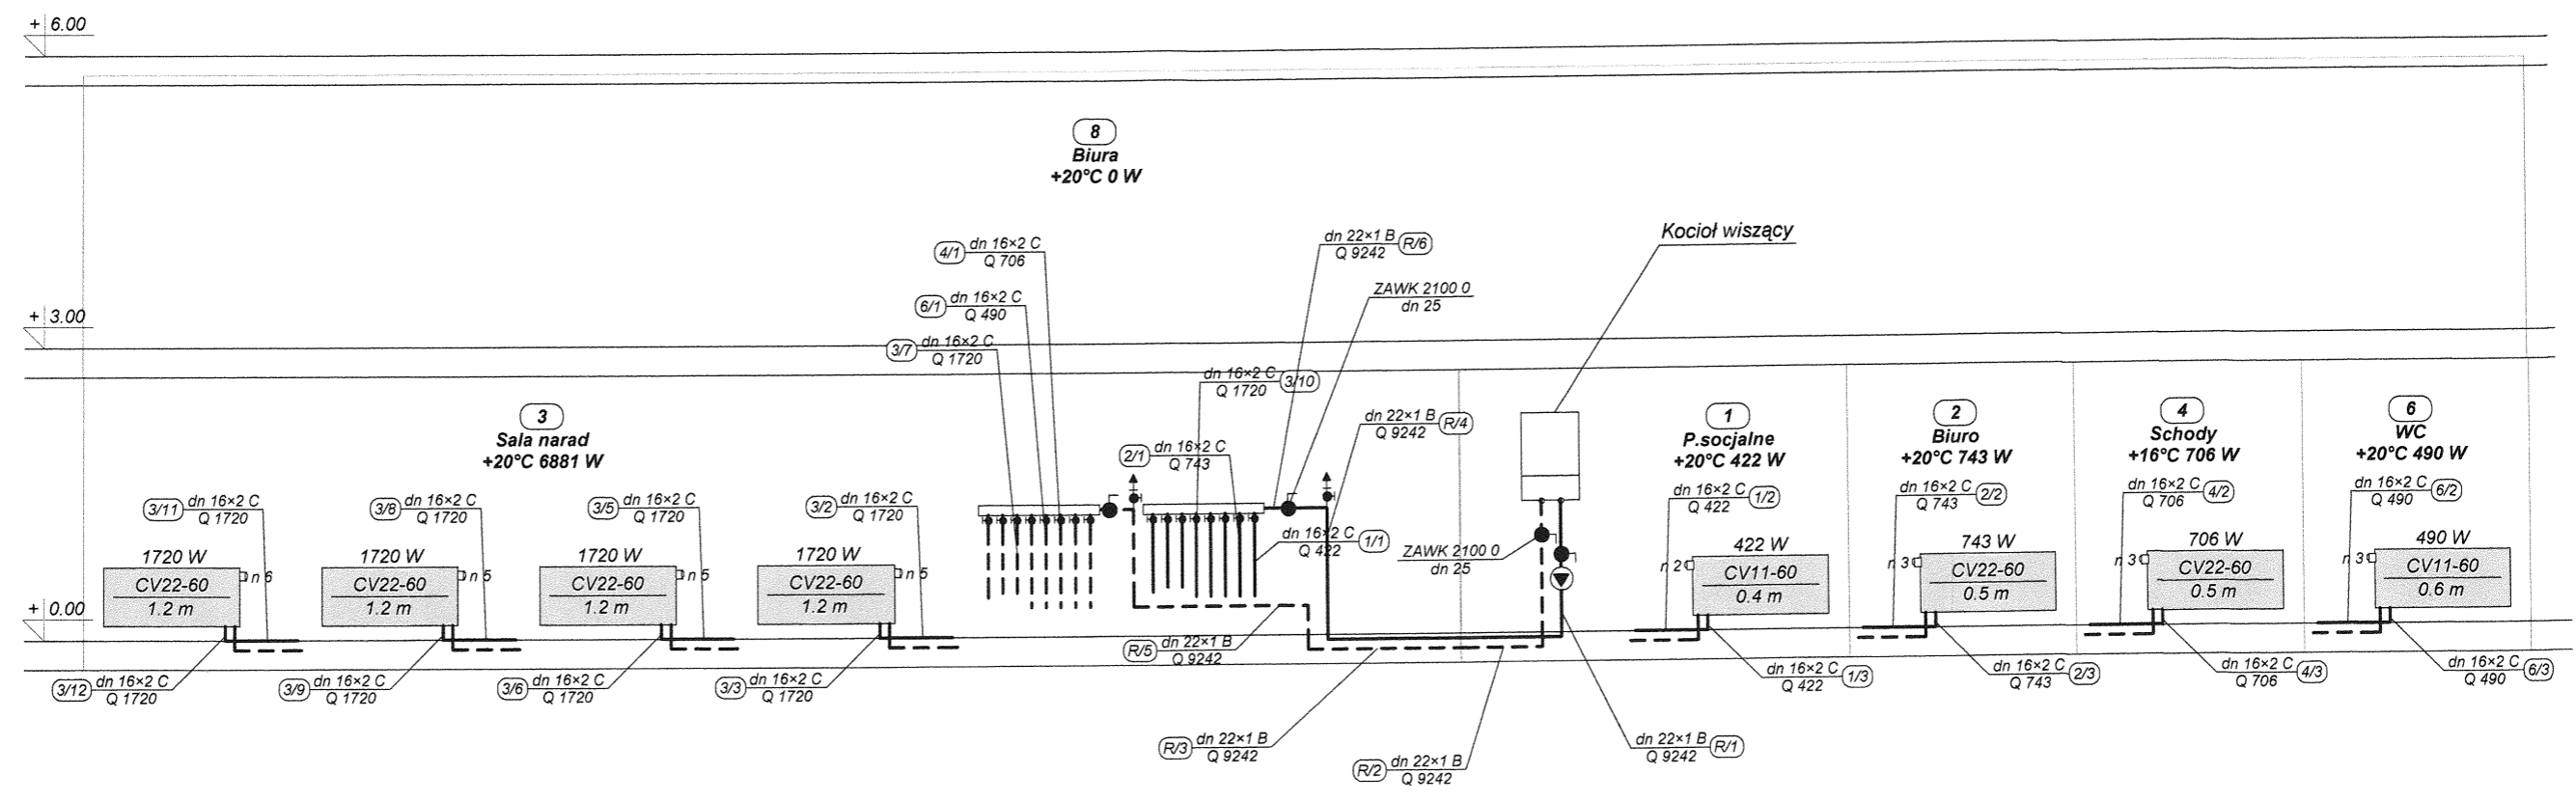 + 6.00
8
Biura
+20°C 0 W
Kocioł wiszący
dn 22×1 B R/6
Q 9242
4/1 dn 16×2 C
Q 706
ZAWK 2100 0
dn 25
6/1 dn 16×2 C
Q 490
+ 3.00
3/7 dn 16×2 C
Q 1720
dn 16×2 C 3/10
Q 1720
3
Sala narad
+20°C 6881 W
dn 22×1 B R/4
Q 9242
2/1 dn 16×2 C
Q 743
1
P.socjalne
+20°C 422 W
2
Biuro
+20°C 743 W
4
Schody
+16°C 706 W
6
WC
+20°C 490 W
3/11 dn 16×2 C
Q 1720
3/8 dn 16×2 C
Q 1720
3/5 dn 16×2 C
Q 1720
3/2 dn 16×2 C
Q 1720
dn 16×2 C 1/2
Q 422
dn 16×2 C 2/2
Q 743
dn 16×2 C 4/2
Q 706
dn 16×2 C 6/2
Q 490
dn 16×2 C 1/1
Q 422
ZAWK 2100 0
dn 25
1720 W
CV22-60
1.2 m
n 6
1720 W
CV22-60
1.2 m
n 5
1720 W
CV22-60
1.2 m
n 5
1720 W
CV22-60
1.2 m
n 5
422 W
n 2
CV11-60
0.4 m
743 W
n 3
CV22-60
0.5 m
706 W
n 3
CV22-60
0.5 m
490 W
n 3
CV11-60
0.6 m
+ 0.00
R/5 dn 22×1 B
Q 9242
3/12 dn 16×2 C
Q 1720
3/9 dn 16×2 C
Q 1720
3/6 dn 16×2 C
Q 1720
3/3 dn 16×2 C
Q 1720
dn 16×2 C 1/3
Q 422
dn 16×2 C 2/3
Q 743
dn 16×2 C 4/3
Q 706
dn 16×2 C 6/3
Q 490
R/3 dn 22×1 B
Q 9242
R/2 dn 22×1 B
Q 9242
dn 22×1 B R/1
Q 9242